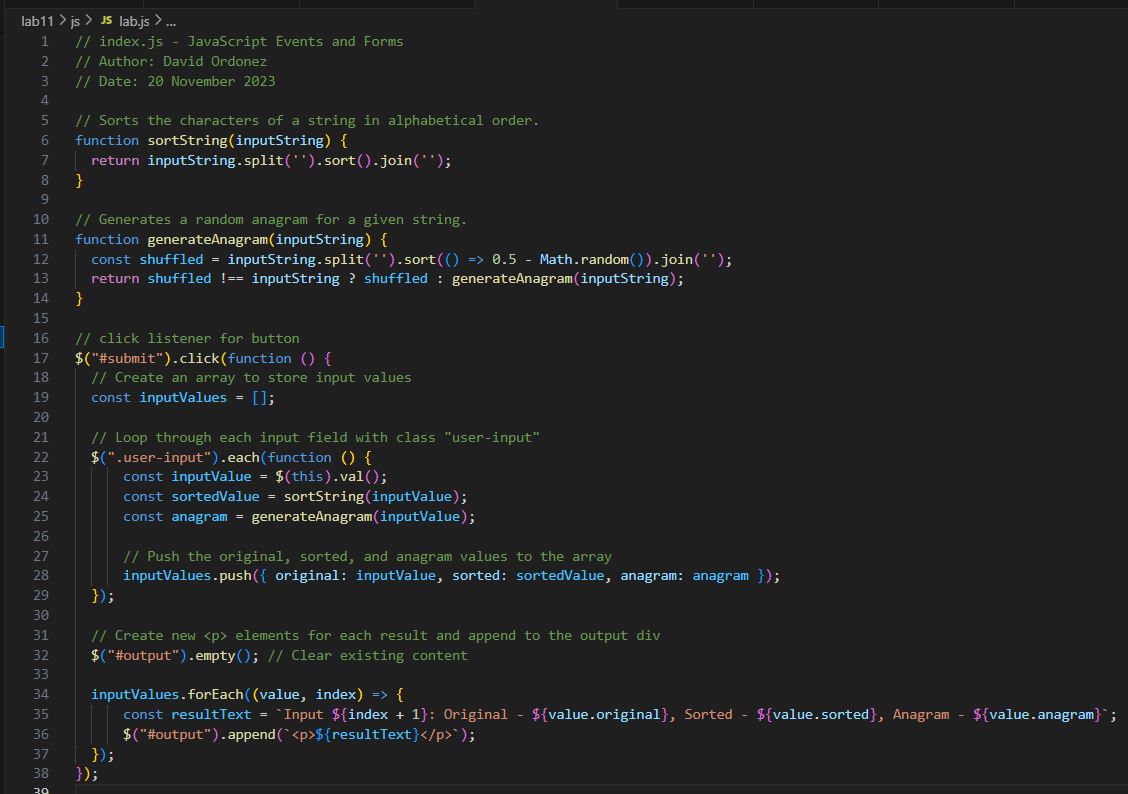 lab11 > js > JS lab.js > ...
1 // index.js - JavaScript Events and Forms
2 // Author: David Ordonez
3 // Date: 20 November 2023
4
5 // Sorts the characters of a string in alphabetical order.
6 function sortString(inputString) {
7   return inputString.split('').sort().join('');
8 }
9
10 // Generates a random anagram for a given string.
11 function generateAnagram(inputString) {
12   const shuffled = inputString.split('').sort(() => 0.5 - Math.random()).join('');
13   return shuffled !== inputString ? shuffled : generateAnagram(inputString);
14 }
15
16 // click listener for button
17 $("#submit").click(function () {
18   // Create an array to store input values
19   const inputValues = [];
20
21   // Loop through each input field with class "user-input"
22   $(".user-input").each(function () {
23       const inputValue = $(this).val();
24       const sortedValue = sortString(inputValue);
25       const anagram = generateAnagram(inputValue);
26
27       // Push the original, sorted, and anagram values to the array
28       inputValues.push({ original: inputValue, sorted: sortedValue, anagram: anagram });
29   });
30
31   // Create new <p> elements for each result and append to the output div
32   $("#output").empty(); // Clear existing content
33
34   inputValues.forEach((value, index) => {
35       const resultText = `Input ${index + 1}: Original - ${value.original}, Sorted - ${value.sorted}, Anagram - ${value.anagram}`;
36       $("#output").append(`<p>${resultText}</p>`);
37   });
38 });
39